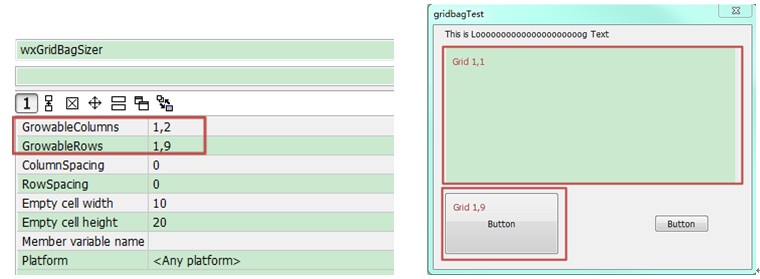 wxGridBagSizer
1
GrowableColumns 1,2
GrowableRows 1,9
ColumnSpacing 0
RowSpacing 0
Empty cell width 10
Empty cell height 20
Member variable name
Platform <Any platform>
gridbagTest
This is Looooooooooooooooooooog Text
Grid 1,1
Grid 1,9
Button
Button